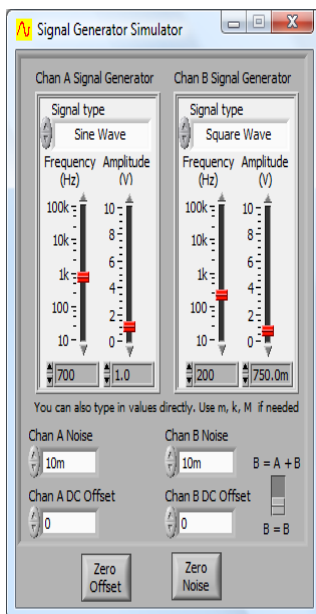 Signal Generator Simulator
Chan A Signal Generator
Signal type
Sine Wave
Frequency (Hz)
Amplitude (V)
100k
10k
1k
100
10
10
8
6
4
2
0
700
1.0
Chan B Signal Generator
Signal type
Square Wave
Frequency (Hz)
Amplitude (V)
100k
10k
1k
100
10
10
8
6
4
2
0
200
750.0m
You can also type in values directly. Use m, k, M if needed
Chan A Noise
10m
Chan B Noise
10m
B = A + B
Chan A DC Offset
0
Chan B DC Offset
0
B = B
Zero
Offset
Zero
Noise